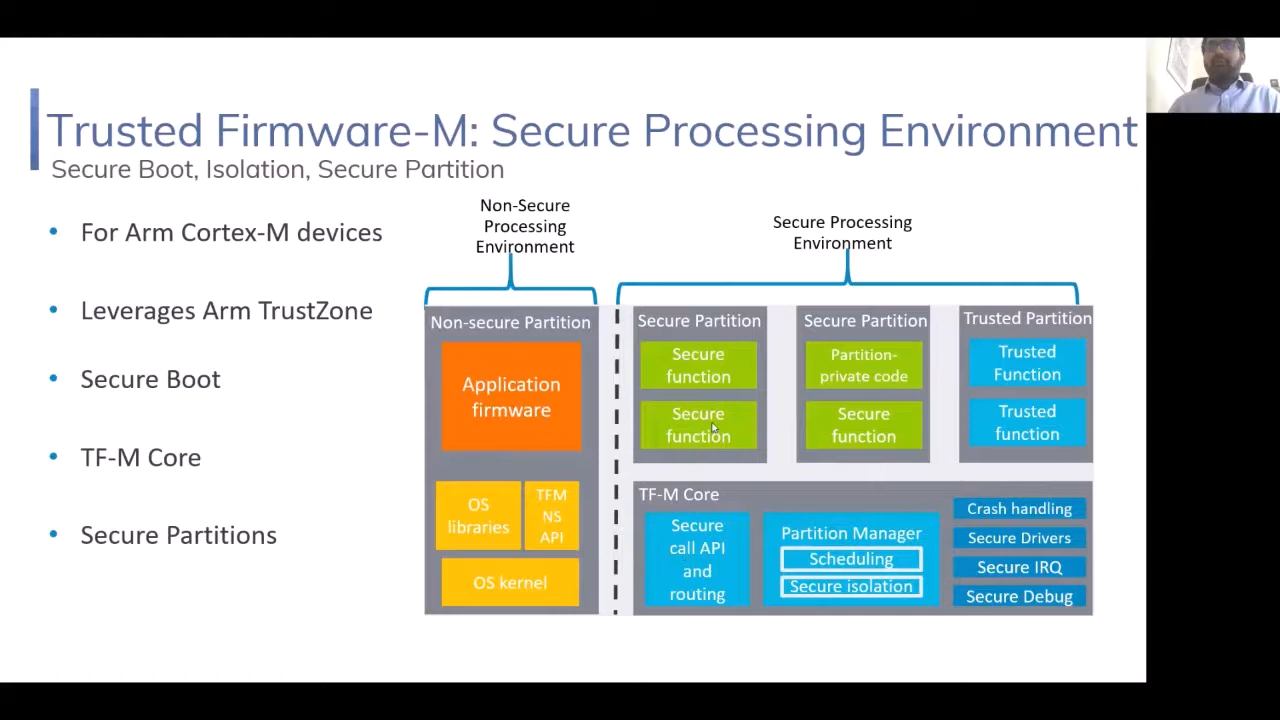 Trusted Firmware-M: Secure Processing Environment
Secure Boot, Isolation, Secure Partition
• For Arm Cortex-M devices
• Leverages Arm TrustZone
• Secure Boot
• TF-M Core
• Secure Partitions
Non-Secure
Processing
Environment
Secure Processing
Environment
Non-secure Partition
Application
firmware
OS
libraries
TFM
NS
API
OS kernel
Secure Partition
Secure
function
Secure
function
Secure Partition
Partition-
private code
Secure
function
Trusted Partition
Trusted
Function
Trusted
function
TF-M Core
Secure
call API
and
routing
Partition Manager
Scheduling
Secure isolation
Crash handling
Secure Drivers
Secure IRQ
Secure Debug